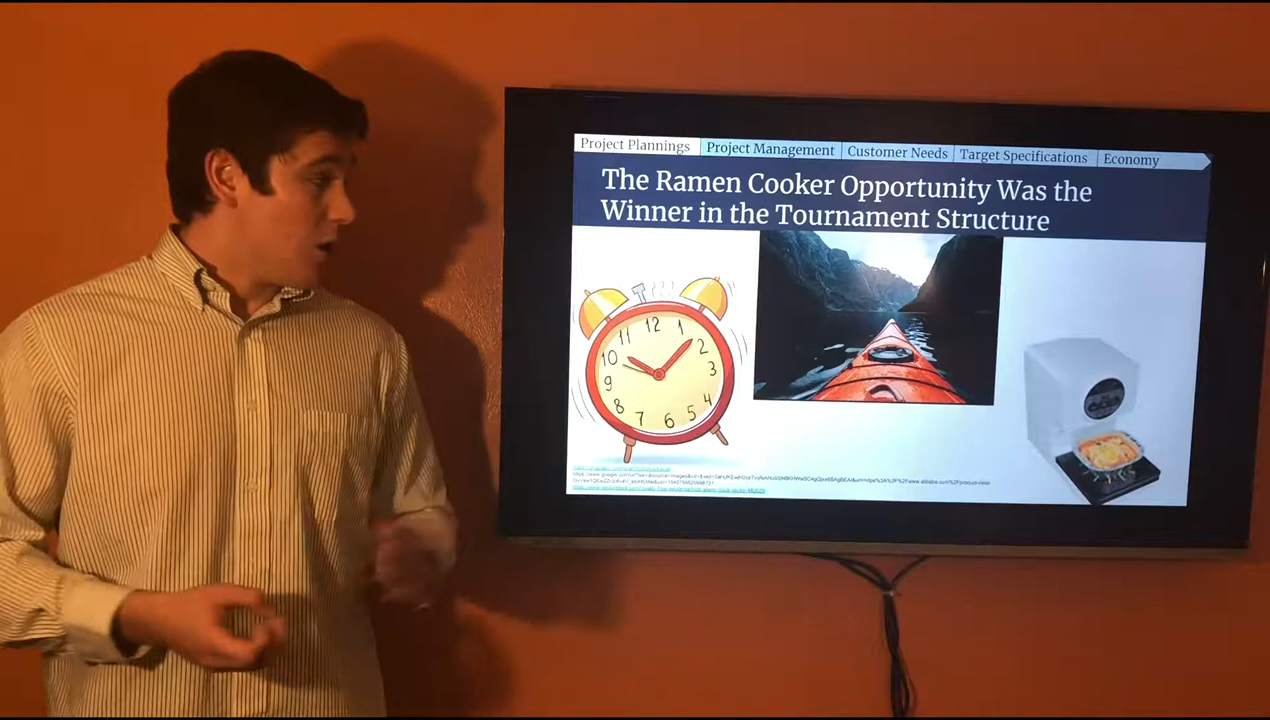 Project Plannings
Project Management
Customer Needs
Target Specifications
Economy
The Ramen Cooker Opportunity Was the
Winner in the Tournament Structure
12
1
2
3
4
5
6
7
8
9
10
11